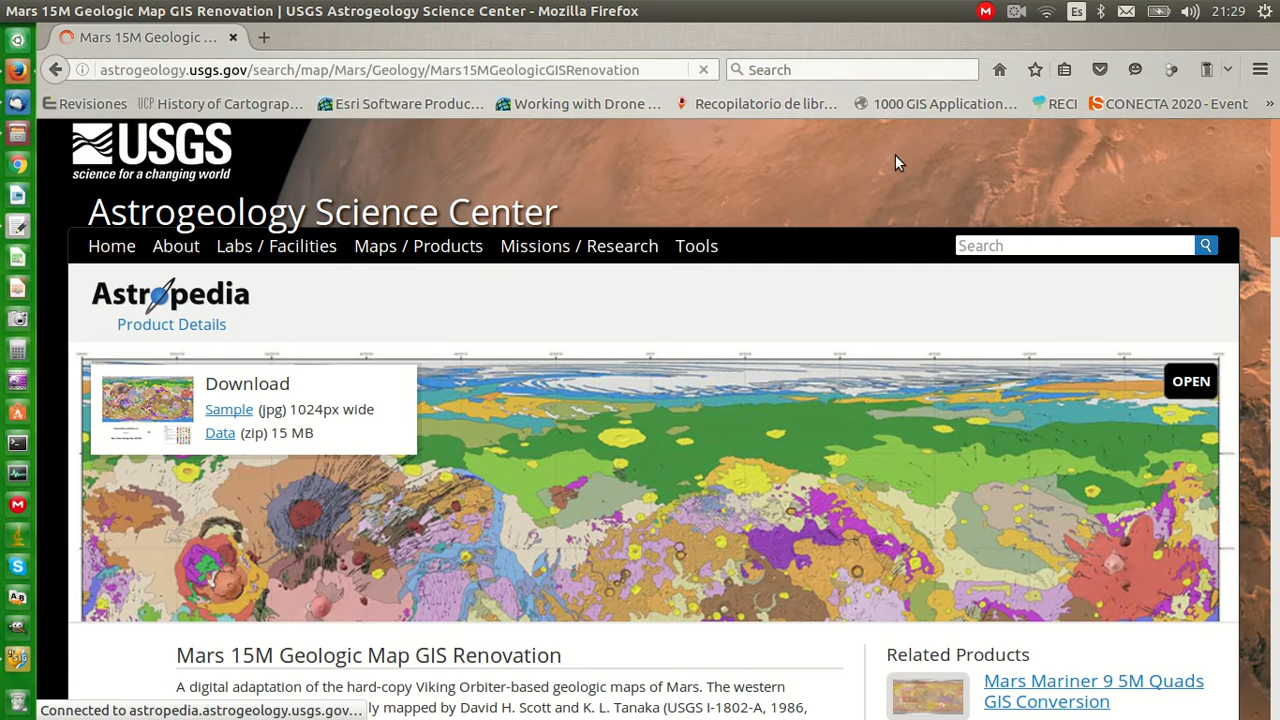 Mars 15M Geologic Map GIS Renovation | USGS Astrogeology Science Center - Mozilla Firefox
Es
21:29
Mars 15M Geologic ...
astrogeology.usgs.gov/search/map/Mars/Geology/Mars15MGeologicGISRenovation
Search
Revisiones
UCP History of Cartograp...
Esri Software Produc...
Working with Drone ...
Recopilatorio de libr...
1000 GIS Application...
RECI
CONECTA 2020 - Event
»
USGS
science for a changing world
Astrogeology Science Center
Home About Labs / Facilities Maps / Products Missions / Research Tools
Search
Astropedia
Product Details
Download
Sample (jpg) 1024px wide
Data (zip) 15 MB
OPEN
Mars 15M Geologic Map GIS Renovation
A digital adaptation of the hard-copy Viking Orbiter-based geologic maps of Mars. The western
ly mapped by David H. Scott and K. L. Tanaka (USGS I-1802-A, 1986,
Related Products
Mars Mariner 9 5M Quads
GIS Conversion
Connected to astropedia.astrogeology.usgs.gov...